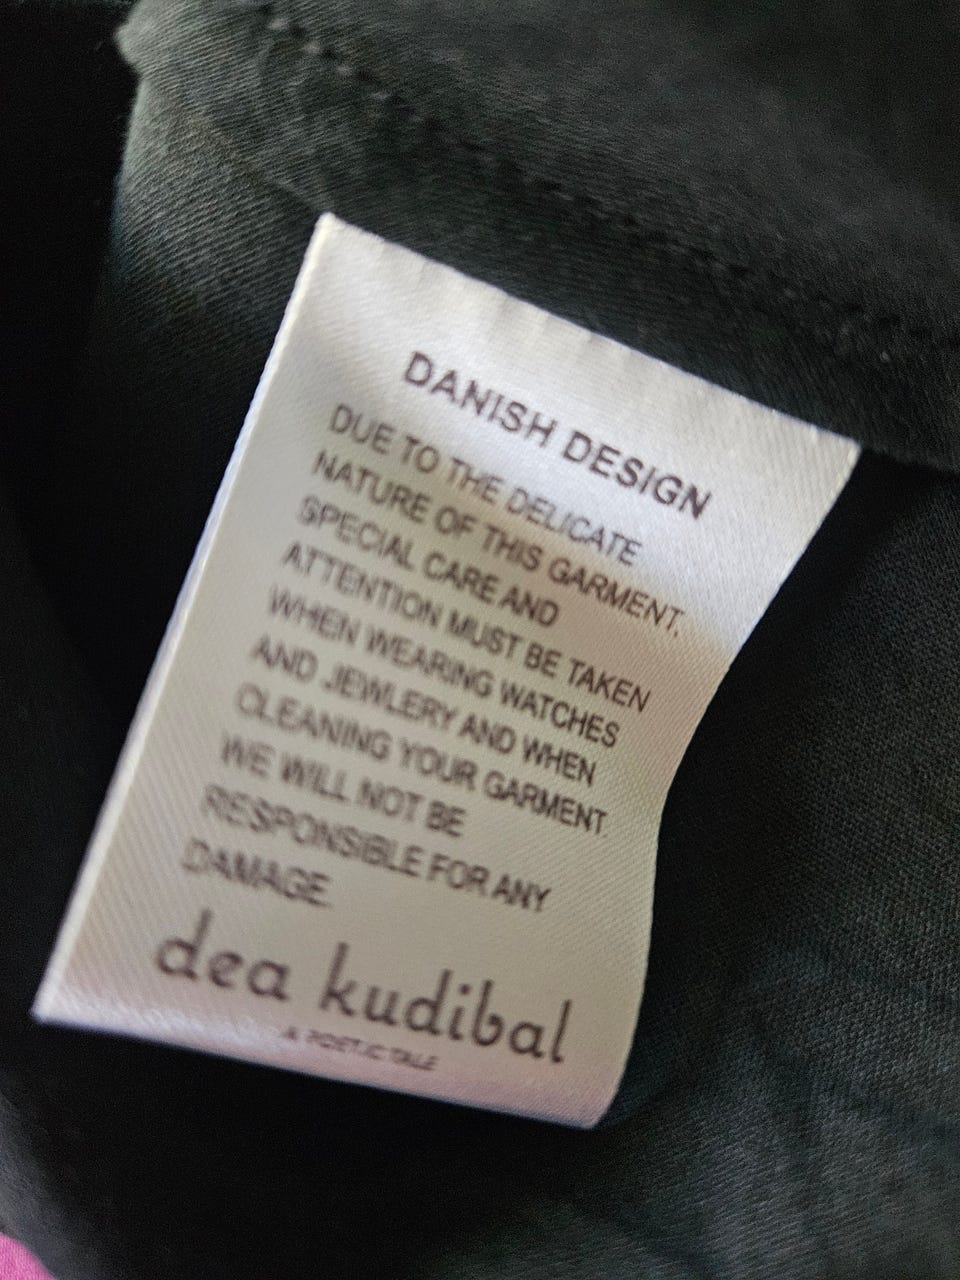 DANISH DESIGN
DUE TO THE DELICATE
NATURE OF THIS GARMENT,
SPECIAL CARE AND
ATTENTION MUST BE TAKEN
WHEN WEARING WATCHES
AND JEWLERY AND WHEN
CLEANING YOUR GARMENT.
WE WILL NOT BE
RESPONSIBLE FOR ANY
DAMAGE.
dea kudibal
A POETIC TALE